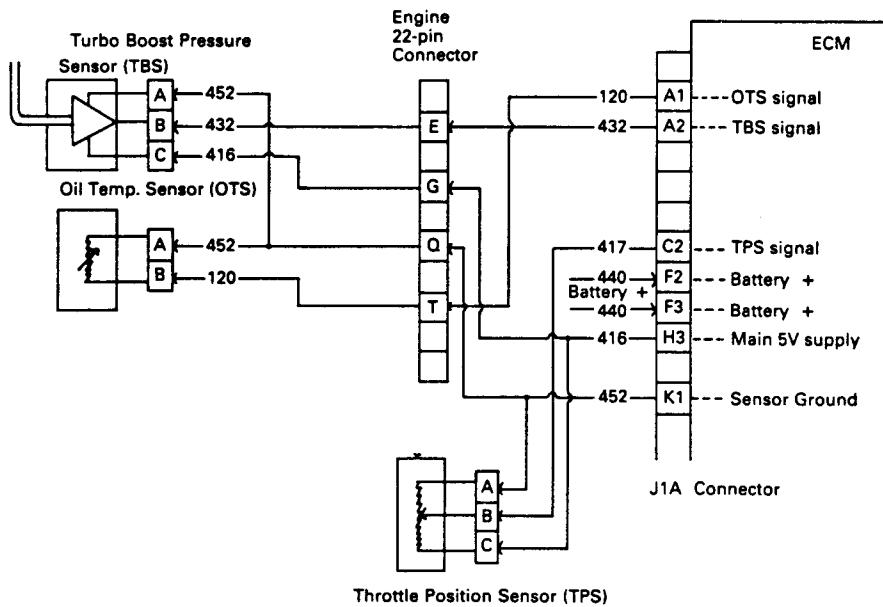 Engine
22-pin
Connector
ECM
Turbo Boost Pressure
Sensor (TBS)
A 452
B 432
C 416
E
432 A2 TBS signal
120 A1 OTS signal
G
Oil Temp. Sensor (OTS)
A 452
B 120
Q
T
417 C2 TPS signal
440 F2 Battery +
Battery +
440 F3 Battery +
416 H3 Main 5V supply
452 K1 Sensor Ground
J1A Connector
A
B
C
Throttle Position Sensor (TPS)